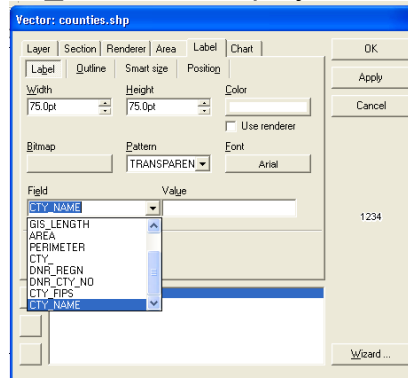 Vector: counties.shp
Layer Section Renderer Area Label Chart
OK
Label Outline Smart size Position
Apply
Width Height Color
75.0pt 75.0pt
Cancel
Use renderer
Bitmap Pattern Font
TRANSPAREN Arial
Field Value
CTY_NAME
1234
GIS_LENGTH
AREA
PERIMETER
CTY_
DNR_REGN
DNR_CTY_NO
CTY_FIPS
CTY_NAME
Wizard ...